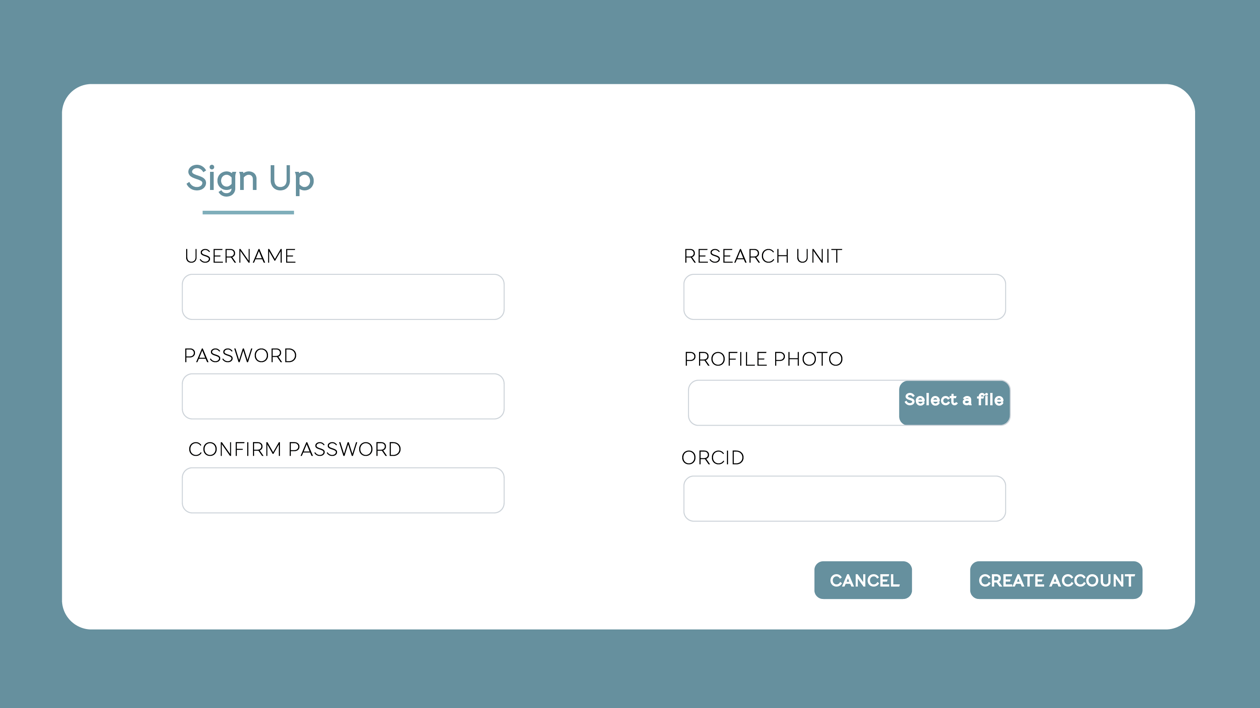 Sign Up
USERNAME
PASSWORD
CONFIRM PASSWORD
RESEARCH UNIT
PROFILE PHOTO
Select a file
ORCID
CANCEL
CREATE ACCOUNT